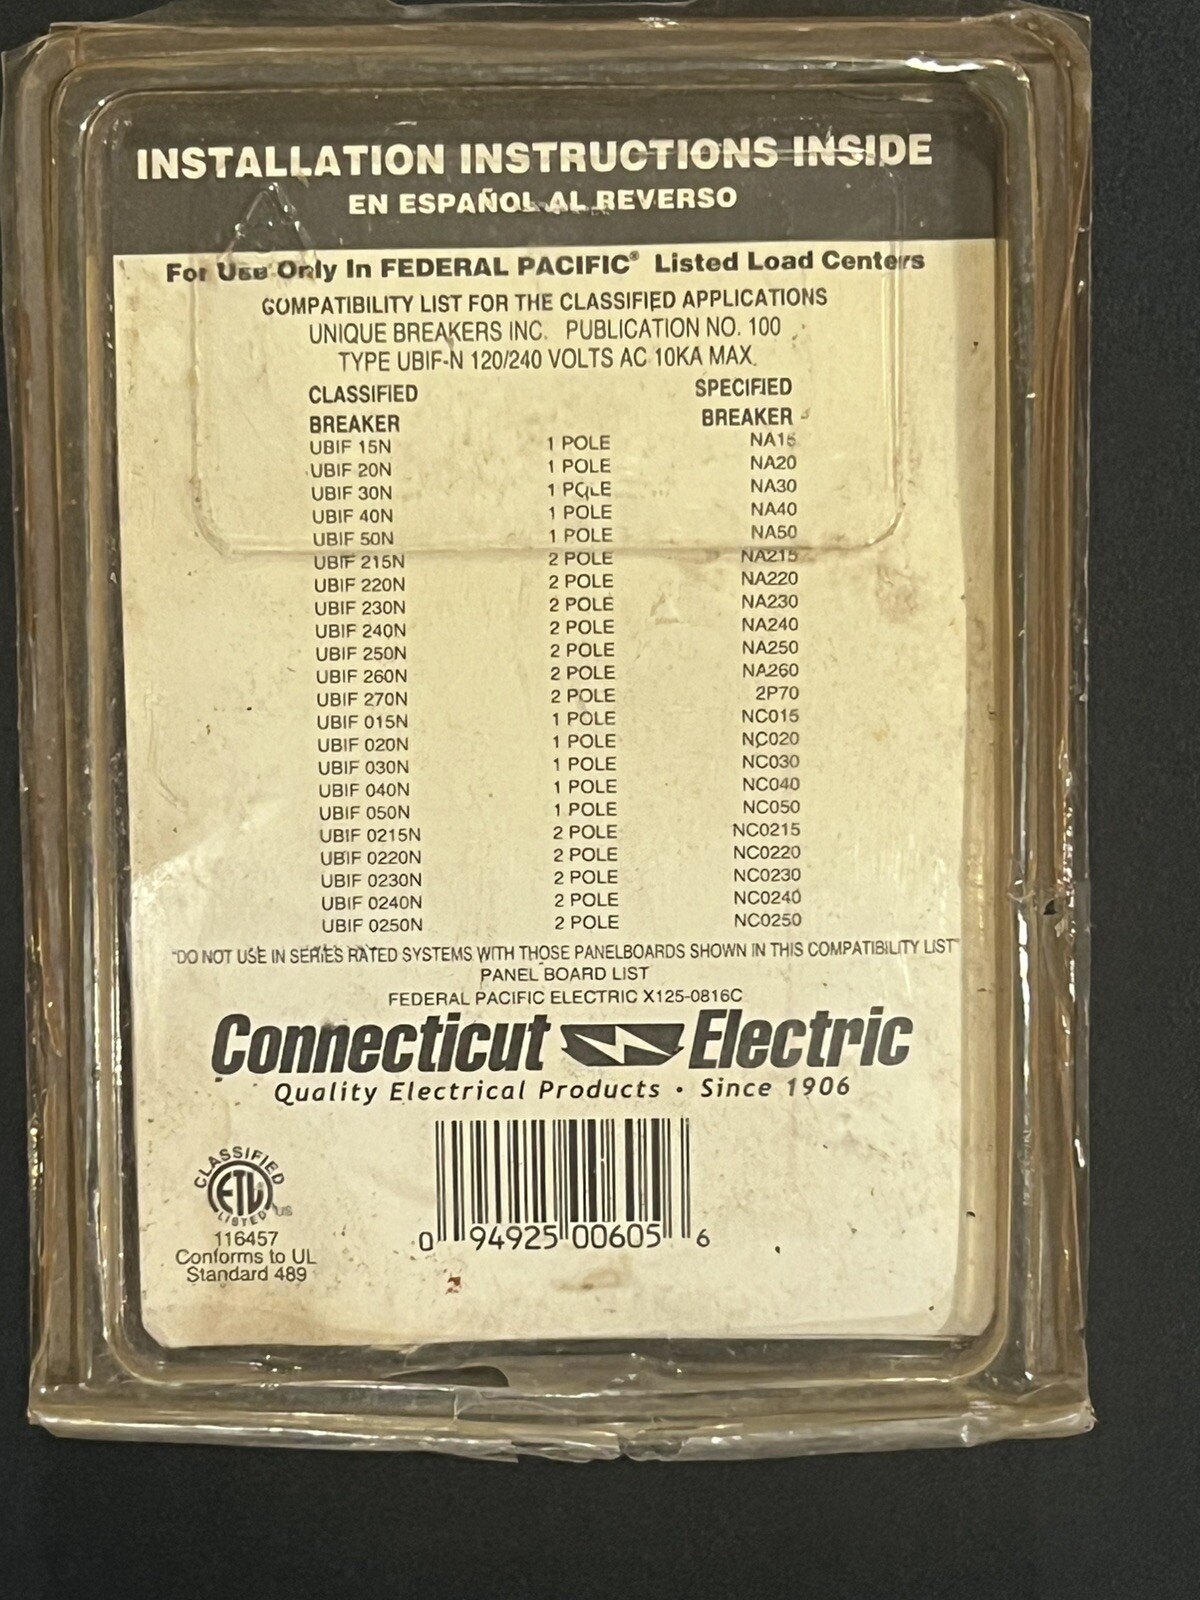 INSTALLATION INSTRUCTIONS INSIDE
EN ESPAÑOL AL REVERSO
For Use Only In FEDERAL PACIFIC® Listed Load Centers
COMPATIBILITY LIST FOR THE CLASSIFIED APPLICATIONS
UNIQUE BREAKERS INC. PUBLICATION NO. 100
TYPE UBIF-N 120/240 VOLTS AC 10KA MAX.
CLASSIFIED SPECIFIED
BREAKER BREAKER
UBIF 15N 1 POLE NA15
UBIF 20N 1 POLE NA20
UBIF 30N 1 POLE NA30
UBIF 40N 1 POLE NA40
UBIF 50N 1 POLE NA50
UBIF 215N 2 POLE NA215
UBIF 220N 2 POLE NA220
UBIF 230N 2 POLE NA230
UBIF 240N 2 POLE NA240
UBIF 250N 2 POLE NA250
UBIF 260N 2 POLE NA260
UBIF 270N 2 POLE 2P70
UBIF 015N 1 POLE NC015
UBIF 020N 1 POLE NC020
UBIF 030N 1 POLE NC030
UBIF 040N 1 POLE NC040
UBIF 050N 1 POLE NC050
UBIF 0215N 2 POLE NC0215
UBIF 0220N 2 POLE NC0220
UBIF 0230N 2 POLE NC0230
UBIF 0240N 2 POLE NC0240
UBIF 0250N 2 POLE NC0250
"DO NOT USE IN SERIES RATED SYSTEMS WITH THOSE PANELBOARDS SHOWN IN THIS COMPATIBILITY LIST"
PANEL BOARD LIST
FEDERAL PACIFIC ELECTRIC X125-0816C
Connecticut Electric
Quality Electrical Products • Since 1906
CLASSIFIED
ETL
LISTED US
116457
Conforms to UL
Standard 489
0 94925 00605 6